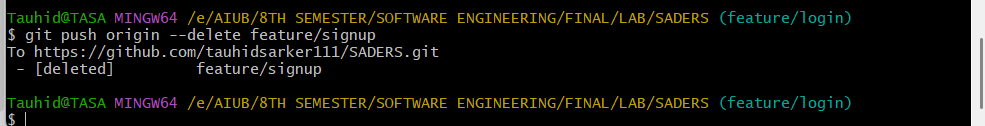 Tauhid@TASA MINGW64 /e/AIUB/8TH SEMESTER/SOFTWARE ENGINEERING/FINAL/LAB/SADERS (feature/login)
$ git push origin --delete feature/signup
To https://github.com/tauhidsarker111/SADERS.git
 - [deleted]         feature/signup
Tauhid@TASA MINGW64 /e/AIUB/8TH SEMESTER/SOFTWARE ENGINEERING/FINAL/LAB/SADERS (feature/login)
$